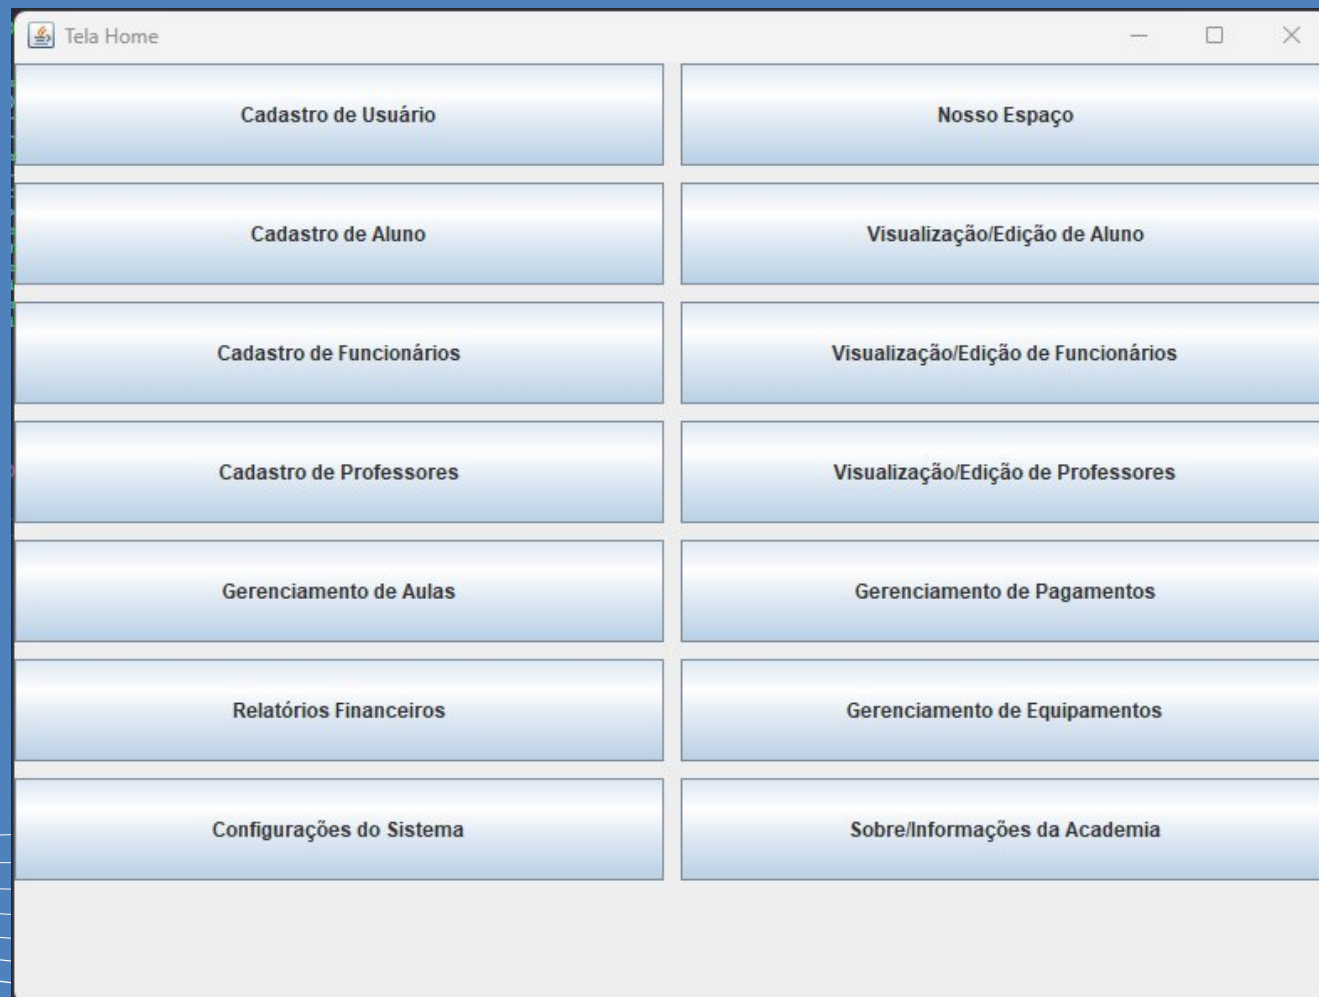 Tela Home
Cadastro de Usuário
Nosso Espaço
Cadastro de Aluno
Visualização/Edição de Aluno
Cadastro de Funcionários
Visualização/Edição de Funcionários
Cadastro de Professores
Visualização/Edição de Professores
Gerenciamento de Aulas
Gerenciamento de Pagamentos
Relatórios Financeiros
Gerenciamento de Equipamentos
Configurações do Sistema
Sobre/Informações da Academia